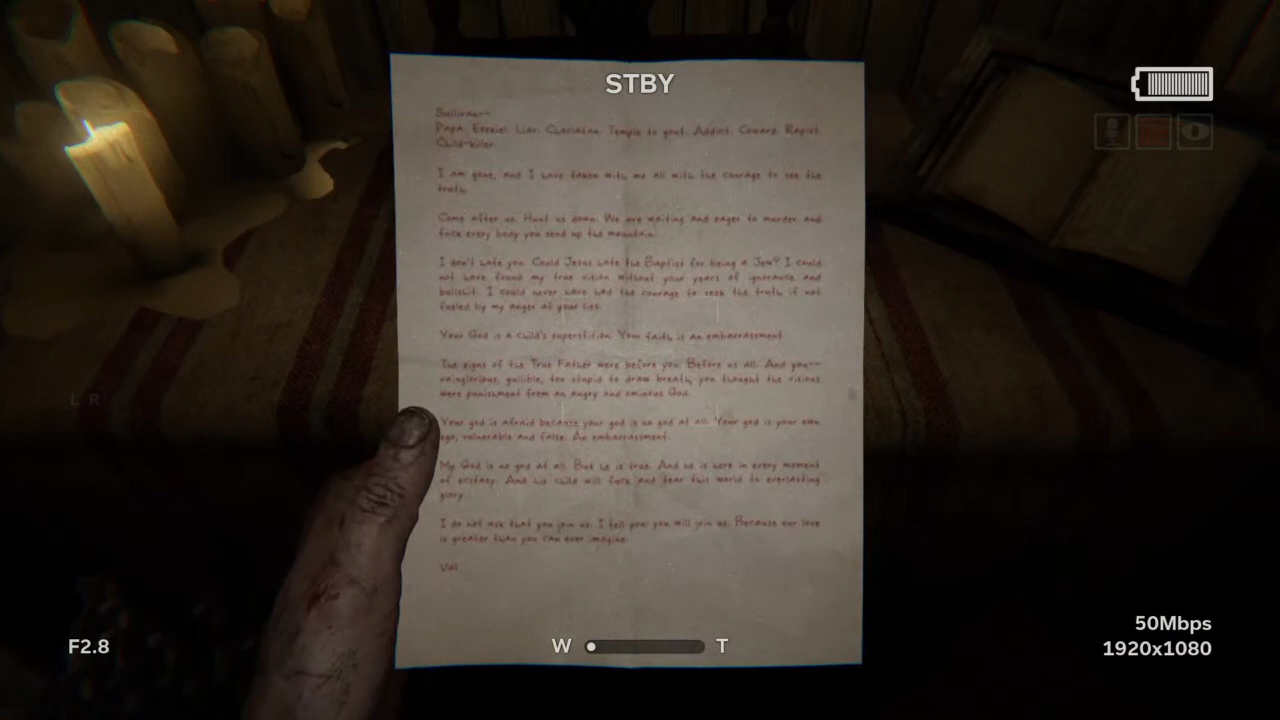 STBY
Sullivan--
Papa. Ezekiel. Liar. Charlatan. Temple to gout. Addict. Coward. Rapist.
Child-killer.
I am gone, and I have taken with me all with the courage to see the
truth.
Come after us. Hunt us down. We are waiting and eager to murder and
fuck every body you send up the mountain.
I don't hate you. Could Jesus hate the Baptist for being a Jew? I could
not have found my true vision without your years of ignorance and
bullshit. I could never have had the courage to seek the truth if not
fueled by my anger at your lies.
Your God is a child's superstition. Your faith is an embarrassment.
The signs of the True Father were before you. Before us all. And you--
vainglorious, gullible, too stupid to draw breath, you thought the visions
were punishment from an angry and ominous God.
Your god is afraid because your god is no god at all. Your god is your own
ego, vulnerable and false. An embarrassment.
My God is no god at all. But he is true. And he is here in every moment
of ecstasy. And his child will fuck and tear this world to everlasting
glory.
I do not ask that you join us. I tell you: you will join us. Because our love
is greater than you can ever imagine.
Val
L R
F2.8
W T
50Mbps
1920x1080